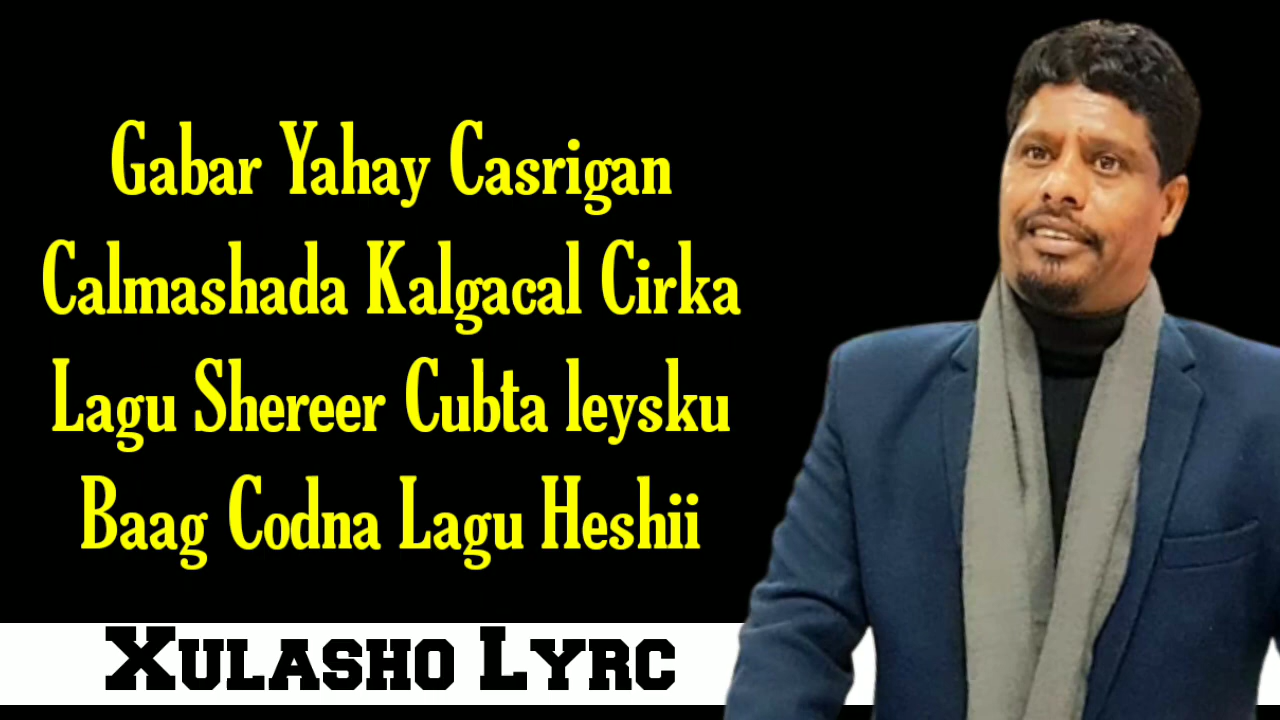 Gabar Yahay Casrigan
Calmashada Kalgacal Cirka
Lagu Shereer Cubta leysku
Baag Codna Lagu Heshii
Xulasho Lyrc